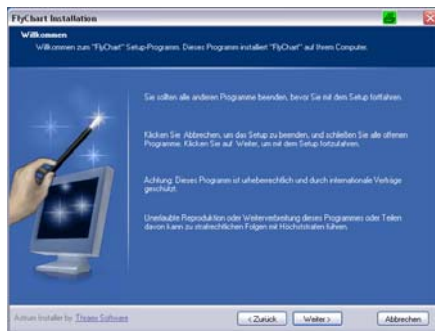 FlyChart Installation
Willkommen
Willkommen zum "FlyChart" Setup-Programm. Dieses Programm installiert "FlyChart" auf Ihrem Computer.
Sie sollten alle anderen Programme beenden, bevor Sie mit dem Setup fortfahren.
Klicken Sie Abbrechen, um das Setup zu beenden, und schließen Sie alle offenen
Programme. Klicken Sie auf Weiter, um mit dem Setup fortzufahren.
Achtung: Dieses Programm ist urheberrechtlich und durch internationale Verträge
geschützt.
Unerlaubte Reproduktion oder Weiterverbreitung dieses Programmes oder Teilen
davon kann zu strafrechtlichen Folgen mit Höchststrafen führen.
Actrium Installer by Thraex Software
< Zurück
Weiter >
Abbrechen